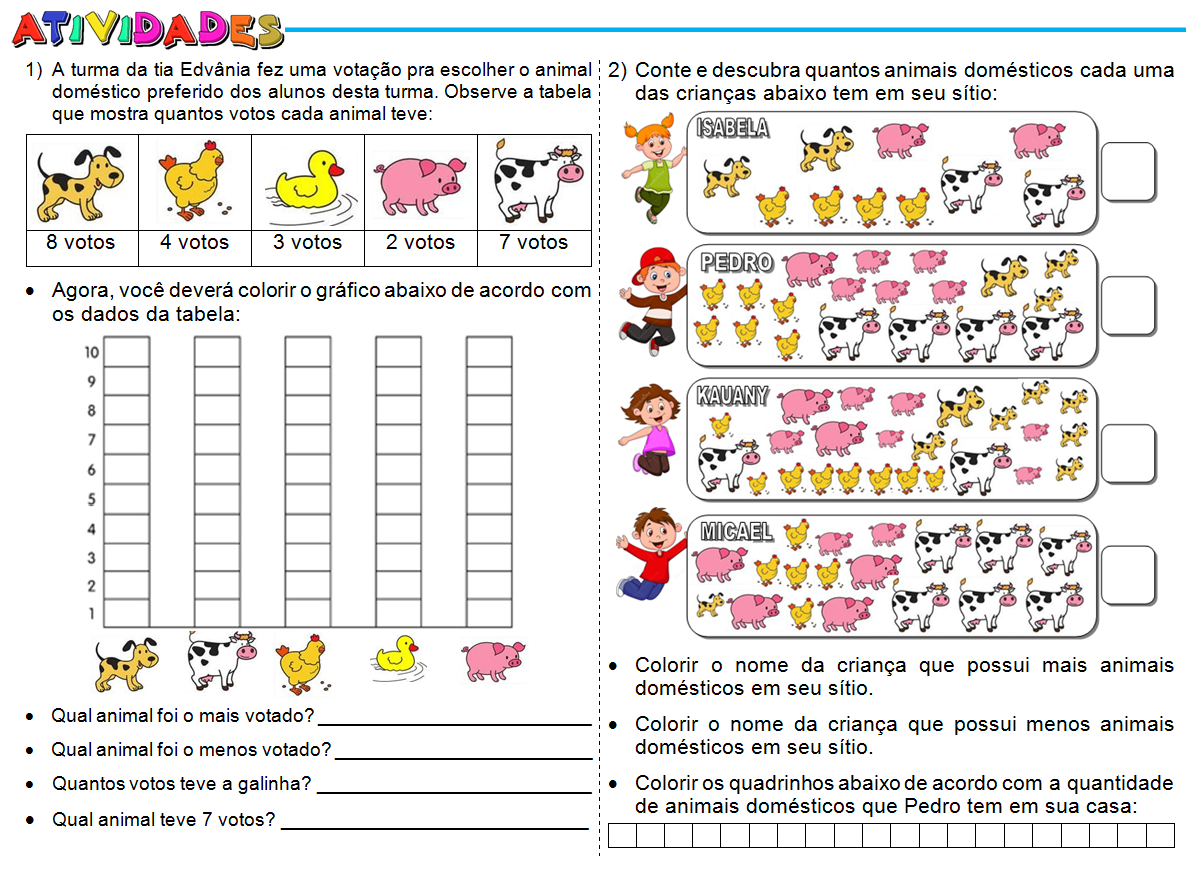 ATIVIDADES
1) A turma da tia Edvânia fez uma votação pra escolher o animal
doméstico preferido dos alunos desta turma. Observe a tabela
que mostra quantos votos cada animal teve:
8 votos 4 votos 3 votos 2 votos 7 votos
• Agora, você deverá colorir o gráfico abaixo de acordo com
os dados da tabela:
10
9
8
7
6
5
4
3
2
1
• Qual animal foi o mais votado?
• Qual animal foi o menos votado?
• Quantos votos teve a galinha?
• Qual animal teve 7 votos?
2) Conte e descubra quantos animais domésticos cada uma
das crianças abaixo tem em seu sítio:
ISABELA
PEDRO
KAUANY
MICAEL
• Colorir o nome da criança que possui mais animais
domésticos em seu sítio.
• Colorir o nome da criança que possui menos animais
domésticos em seu sítio.
• Colorir os quadrinhos abaixo de acordo com a quantidade
de animais domésticos que Pedro tem em sua casa: